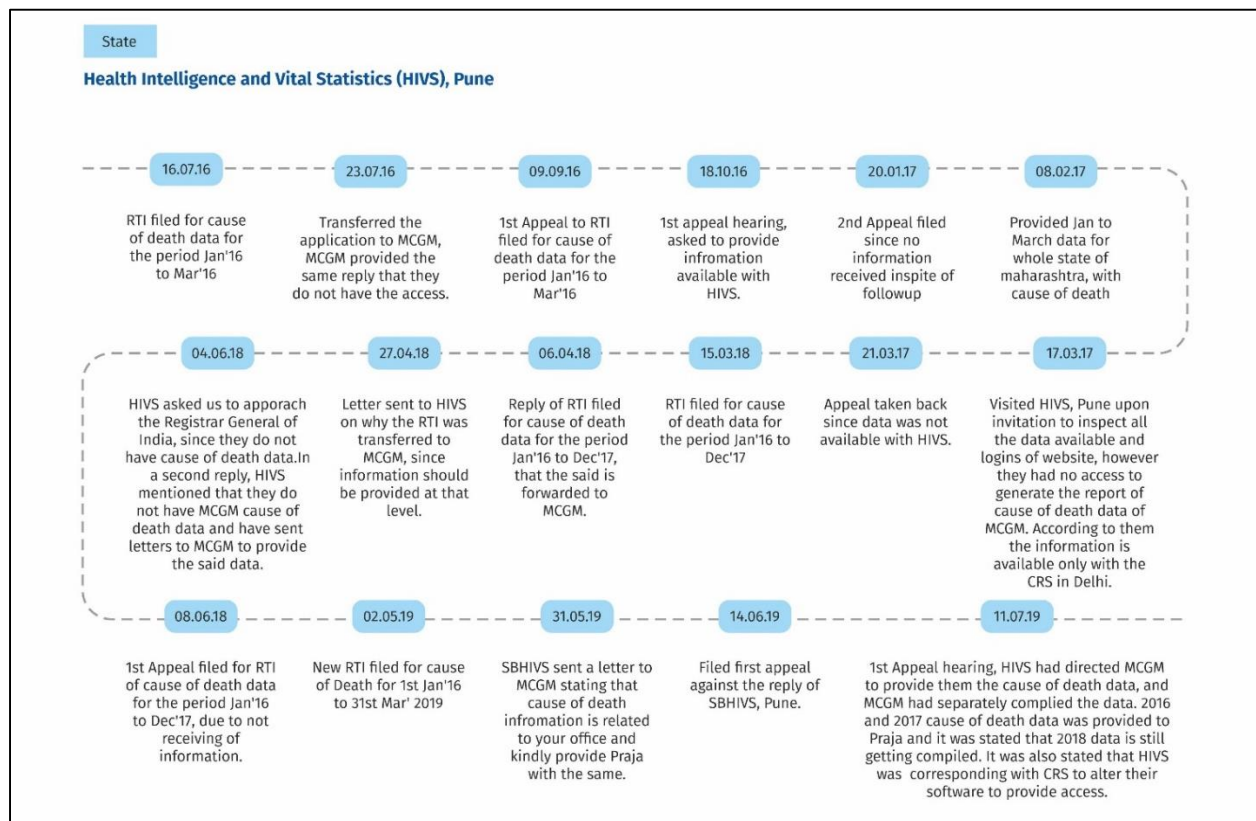 State
Health Intelligence and Vital Statistics (HIVS), Pune
16.07.16
RTI filed for cause
of death data for
the period Jan'16
to Mar'16
23.07.16
Transferred the
application to MCGM,
MCGM provided the
same reply that they
do not have the access.
09.09.16
1st Appeal to RTI
filed for cause of
death data for the
period Jan'16 to
Mar'16
18.10.16
1st appeal hearing,
asked to provide
infromation
available with
HIVS.
20.01.17
2nd Appeal filed
since no
information
received inspite of
followup
08.02.17
Provided Jan to
March data for
whole state of
maharashtra, with
cause of death
17.03.17
Visited HIVS, Pune upon
invitation to inspect all
the data available and
logins of website, however
they had no access to
generate the report of
cause of death data of
MCGM. According to
them the information is
available only with the
CRS in Delhi.
21.03.17
Appeal taken back
since data was not
available with HIVS.
15.03.18
RTI filed for cause
of death data for
the period Jan'16 to
Dec'17
06.04.18
Reply of RTI filed
for cause of death
data for the period
Jan'16 to Dec'17,
that the said is
forwarded to
MCGM.
27.04.18
Letter sent to HIVS
on why the RTI was
transferred to
MCGM, since
information should
be provided at that
level.
04.06.18
HIVS asked us to apporach
the Registrar General of
India, since they do not
have cause of death data.In
a second reply, HIVS
mentioned that they do
not have MCGM cause of
death data and have sent
letters to MCGM to provide
the said data.
08.06.18
1st Appeal filed for RTI
of cause of death data
for the period Jan'16
to Dec'17, due to not
receiving of
information.
02.05.19
New RTI filed for cause
of Death for 1st Jan'16
to 31st Mar' 2019
31.05.19
SBHIVS sent a letter to
MCGM stating that
cause of death
infromation is related
to your office and
kindly provide Praja
with the same.
14.06.19
Filed first appeal
against the reply of
SBHIVS, Pune.
11.07.19
1st Appeal hearing, HIVS had directed MCGM
to provide them the cause of death data, and
MCGM had separately complied the data. 2016
and 2017 cause of death data was provided to
Praja and it was stated that 2018 data is still
getting compiled. It was also stated that HIVS
was corresponding with CRS to alter their
software to provide access.